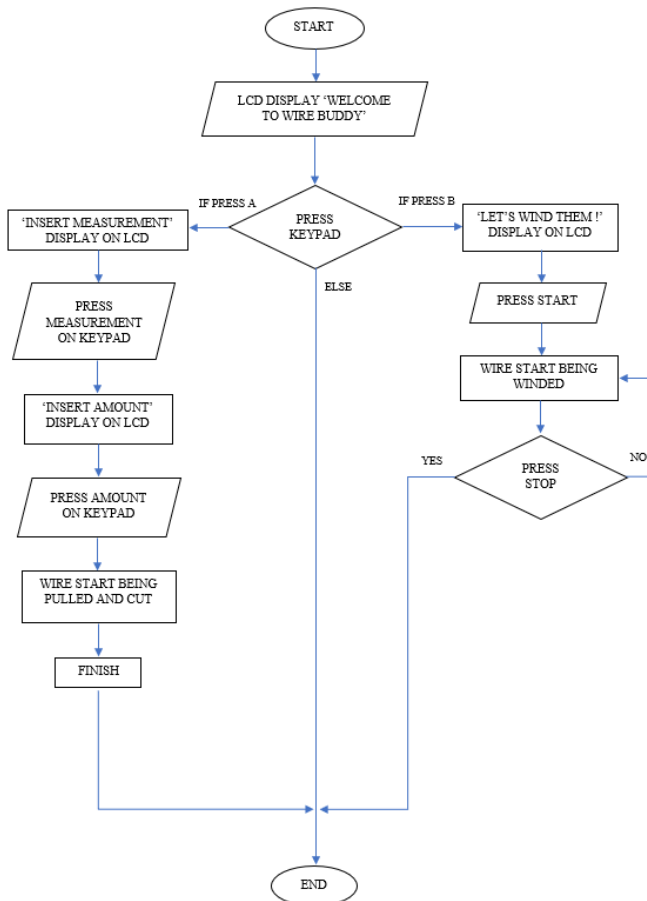 START
LCD DISPLAY ‘WELCOME
TO WIRE BUDDY’
IF PRESS A
PRESS
KEYPAD
IF PRESS B
ELSE
‘INSERT MEASUREMENT’
DISPLAY ON LCD
PRESS
MEASUREMENT
ON KEYPAD
‘INSERT AMOUNT’
DISPLAY ON LCD
PRESS AMOUNT
ON KEYPAD
WIRE START BEING
PULLED AND CUT
FINISH
‘LET’S WIND THEM !’
DISPLAY ON LCD
PRESS START
WIRE START BEING
WINDED
YES
PRESS
STOP
NO
END